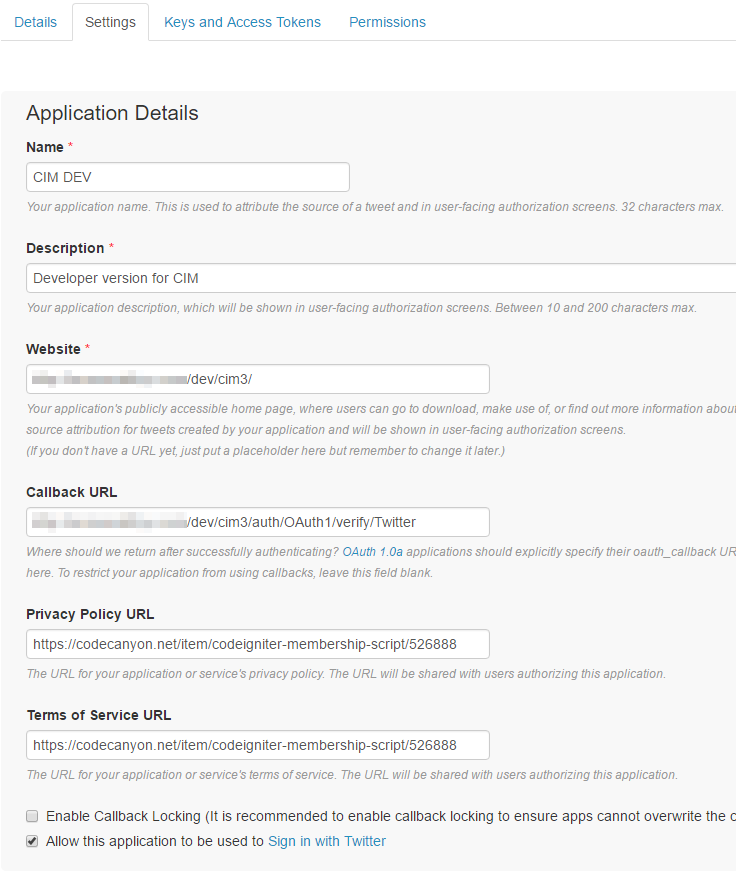 Details Settings Keys and Access Tokens Permissions
Application Details
Name *
CIM DEV
Your application name. This is used to attribute the source of a tweet and in user-facing authorization screens. 32 characters max.
Description *
Developer version for CIM
Your application description, which will be shown in user-facing authorization screens. Between 10 and 200 characters max.
Website *
/dev/cim3/
Your application's publicly accessible home page, where users can go to download, make use of, or find out more information about
source attribution for tweets created by your application and will be shown in user-facing authorization screens.
(If you don't have a URL yet, just put a placeholder here but remember to change it later.)
Callback URL
/dev/cim3/auth/OAuth1/verify/Twitter
Where should we return after successfully authenticating? OAuth 1.0a applications should explicitly specify their oauth_callback UR
here. To restrict your application from using callbacks, leave this field blank.
Privacy Policy URL
https://codecanyon.net/item/codeigniter-membership-script/526888
The URL for your application or service's privacy policy. The URL will be shared with users authorizing this application.
Terms of Service URL
https://codecanyon.net/item/codeigniter-membership-script/526888
The URL for your application or service's terms of service. The URL will be shared with users authorizing this application.
Enable Callback Locking (It is recommended to enable callback locking to ensure apps cannot overwrite the
Allow this application to be used to Sign in with Twitter